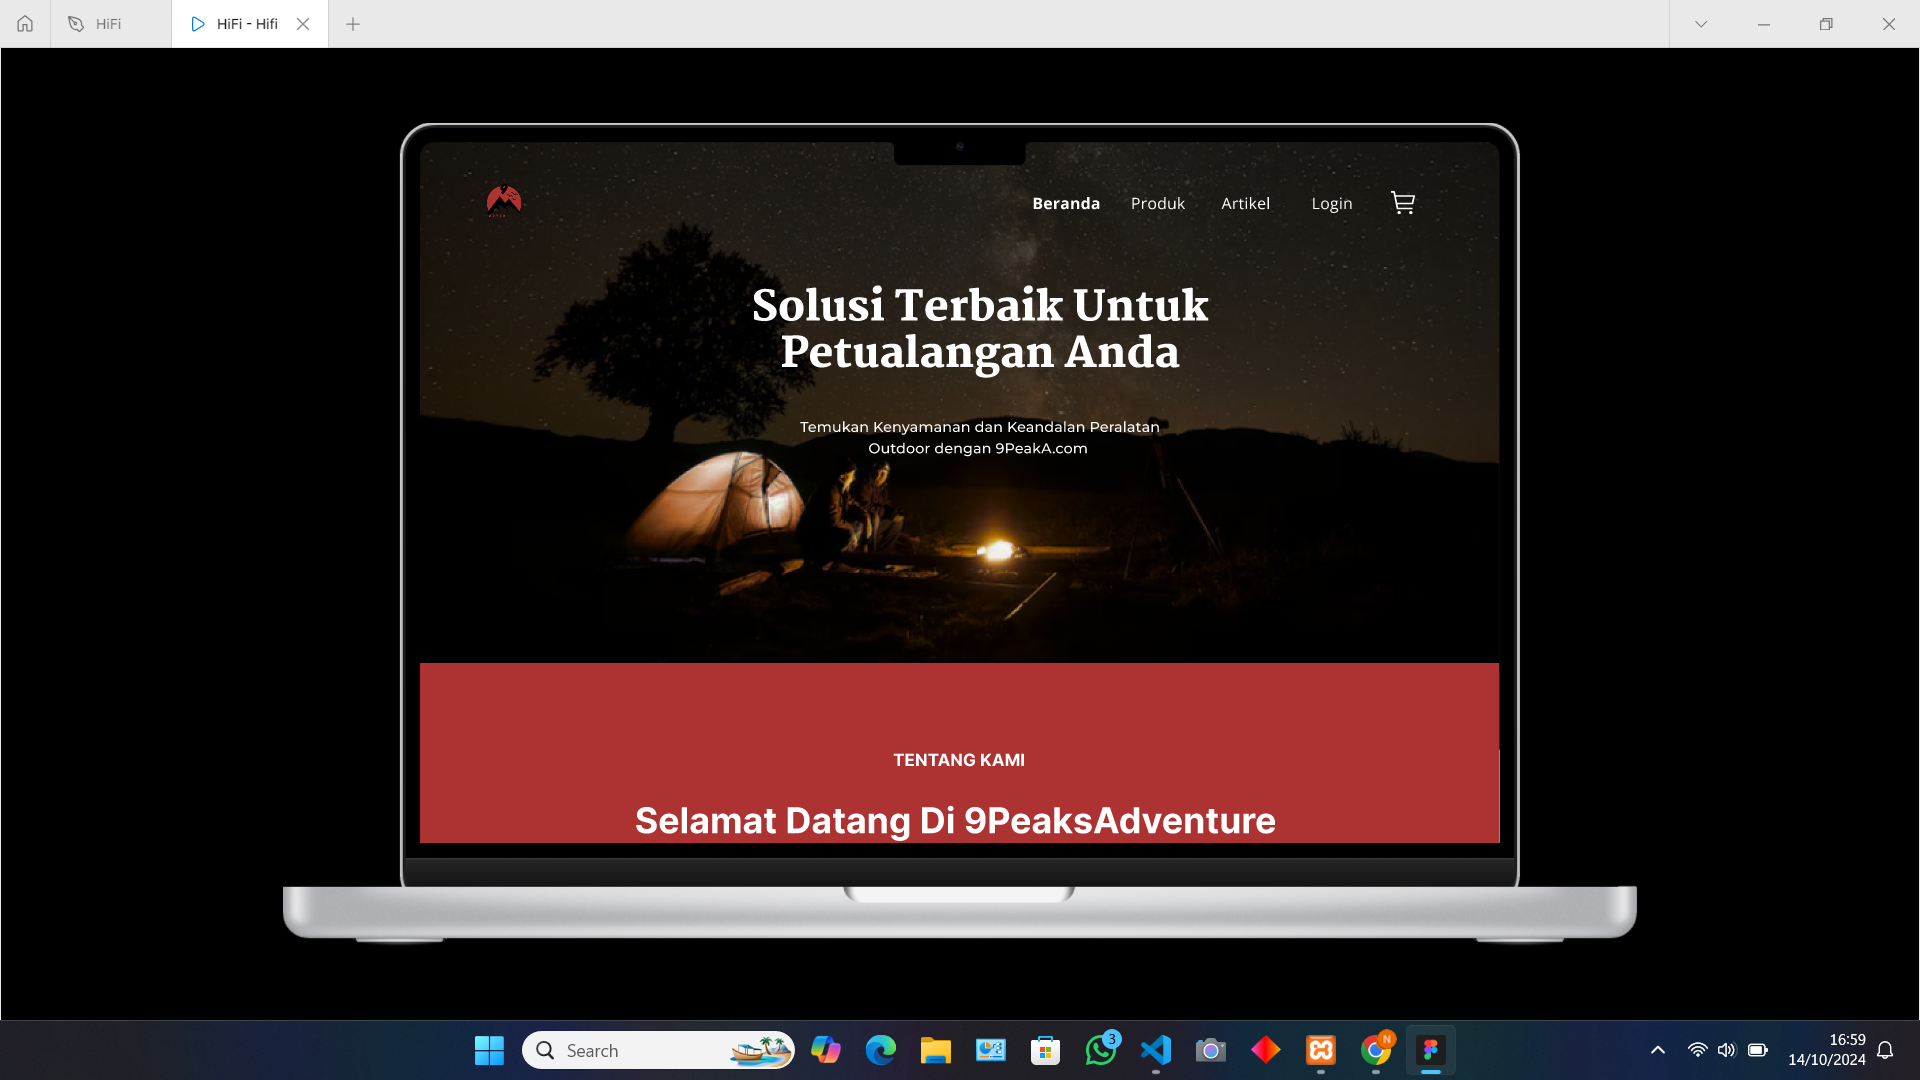 HiFi
HiFi - Hifi
Beranda
Produk
Artikel
Login
Solusi Terbaik Untuk
Petualangan Anda
Temukan Kenyamanan dan Keandalan Peralatan
Outdoor dengan 9PeakA.com
TENTANG KAMI
Selamat Datang Di 9PeaksAdventure
Search
3
N
16:59
14/10/2024